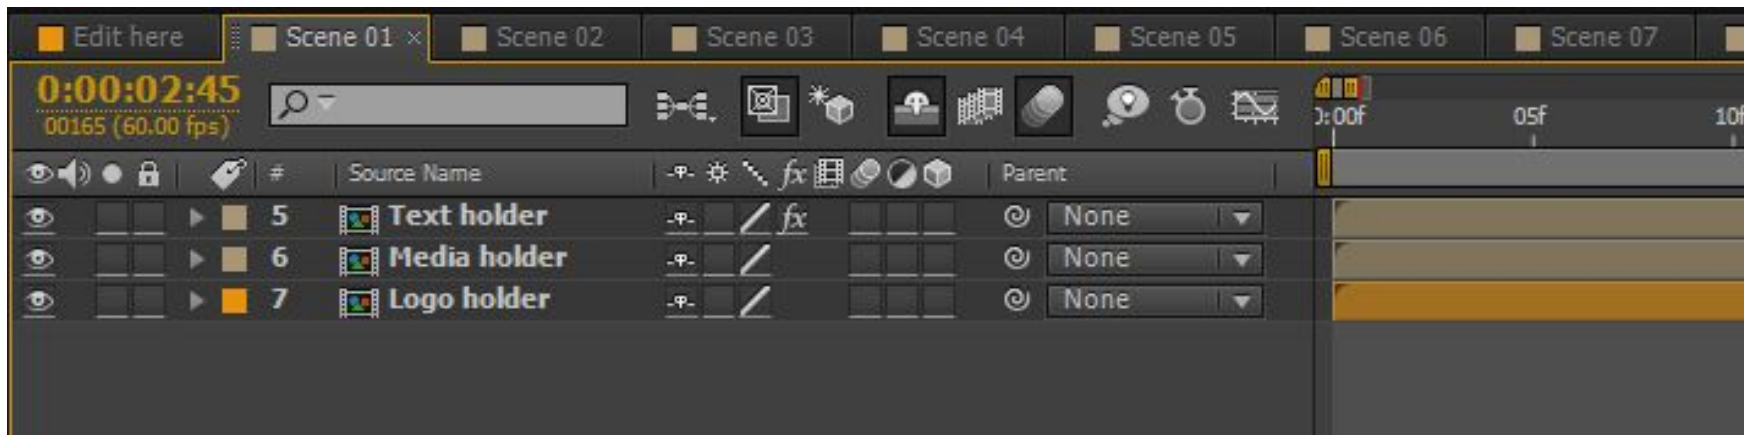 Edit here Scene 01 × Scene 02 Scene 03 Scene 04 Scene 05 Scene 06 Scene 07
0:00:02:45
00165 (60.00 fps)
0:00f 05f 10f
# Source Name fx Parent
5 Text holder fx None
6 Media holder None
7 Logo holder None